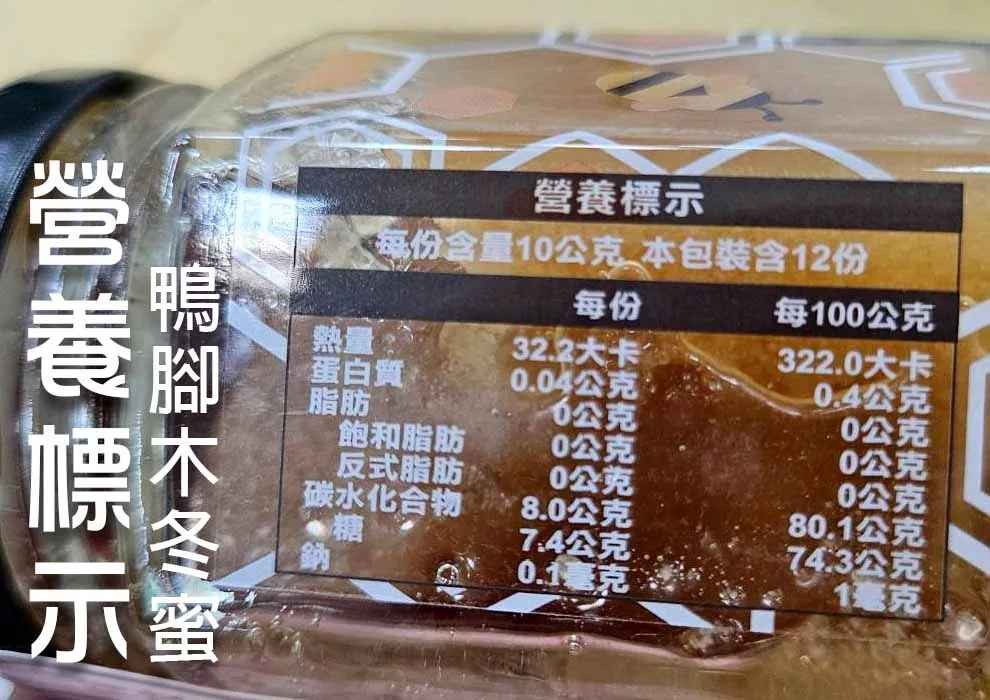 營養標示
鴨腳木冬蜜
營養標示
每份含量10公克 本包裝含12份
每份 每100公克
熱量 32.2大卡 322.0大卡
蛋白質 0.04公克 0.4公克
脂肪 0公克 0公克
飽和脂肪 0公克 0公克
反式脂肪 0公克 0公克
碳水化合物 8.0公克 80.1公克
糖 7.4公克 74.3公克
鈉 0.1毫克 1毫克